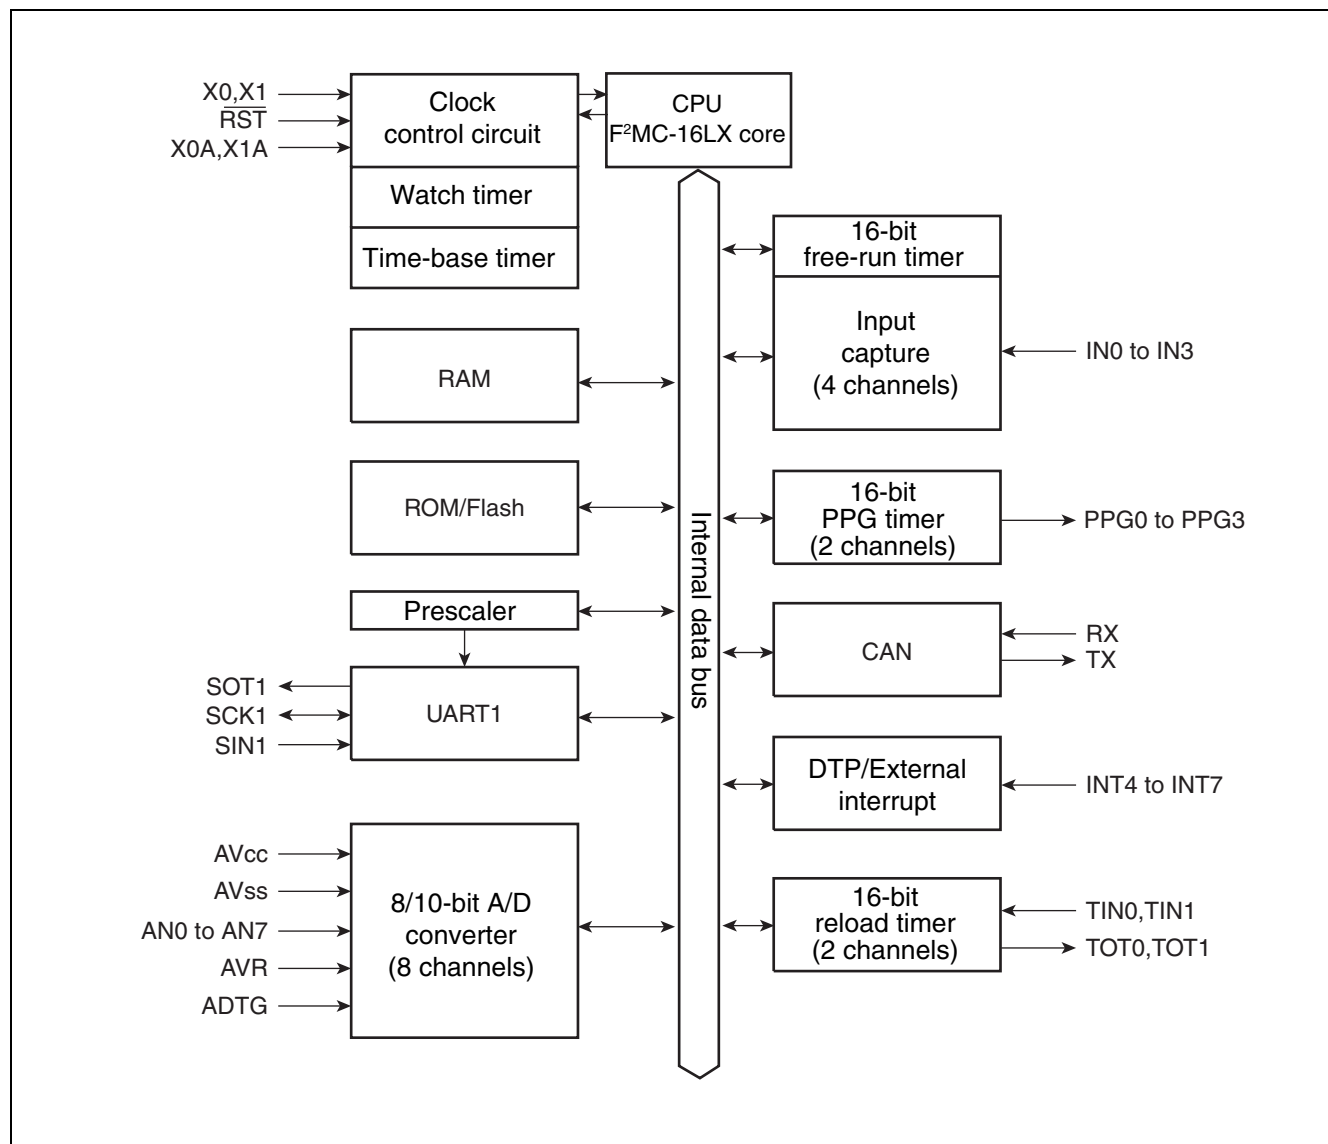 X0,X1
RST
X0A,X1A
Clock
control circuit
Watch timer
Time-base timer
CPU
F²MC-16LX core
RAM
ROM/Flash
Prescaler
SOT1
SCK1
SIN1
UART1
AVcc
AVss
AN0 to AN7
AVR
ADTG
8/10-bit A/D
converter
(8 channels)
Internal data bus
16-bit
free-run timer
Input
capture
(4 channels)
IN0 to IN3
16-bit
PPG timer
(2 channels)
PPG0 to PPG3
CAN
RX
TX
DTP/External
interrupt
INT4 to INT7
16-bit
reload timer
(2 channels)
TIN0,TIN1
TOT0,TOT1